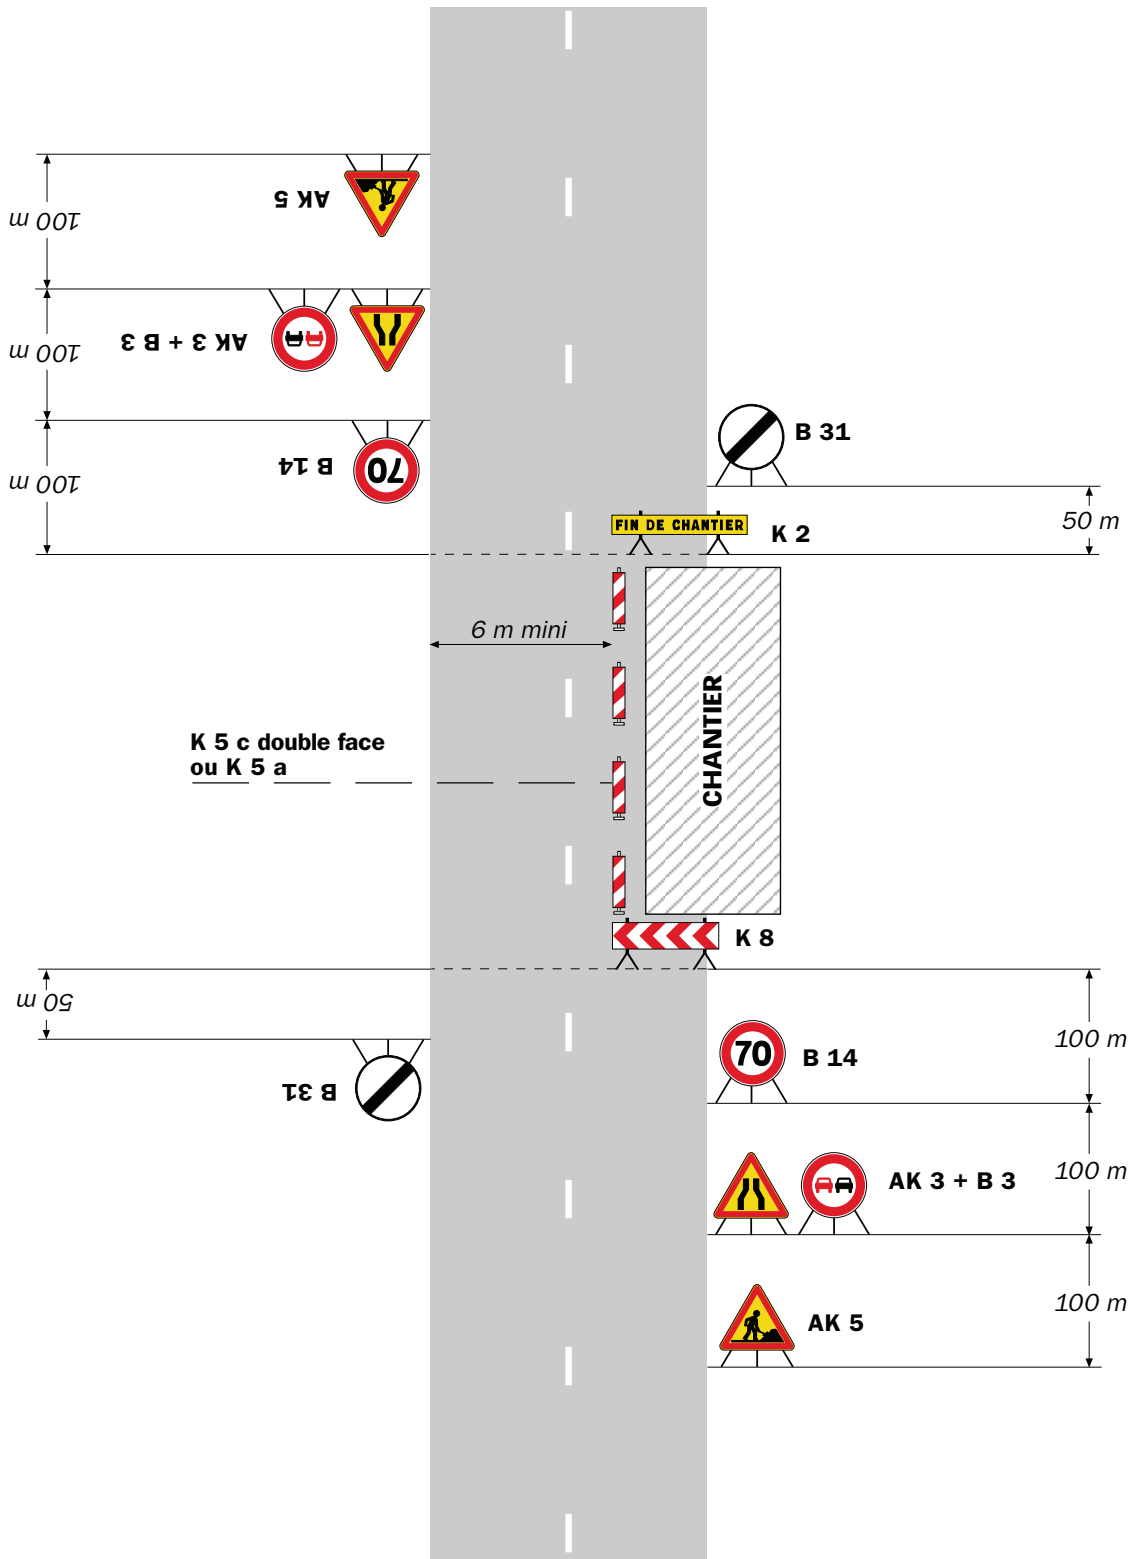 AK 5
100 m
AK 3 + B 3
100 m
70
B 14
100 m
B 31
50 m
FIN DE CHANTIER
K 2
6 m mini
CHANTIER
K 5 c double face
ou K 5 a
K 8
50 m
B 31
70
B 14
100 m
AK 3 + B 3
100 m
AK 5
100 m